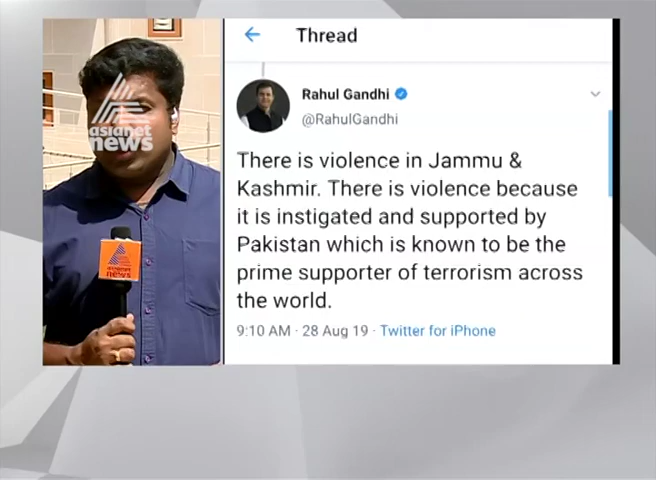 Thread
Rahul Gandhi
@RahulGandhi
There is violence in Jammu &
Kashmir. There is violence because
it is instigated and supported by
Pakistan which is known to be the
prime supporter of terrorism across
the world.
9:10 AM · 28 Aug 19 · Twitter for iPhone
asianet
news
asianet
news